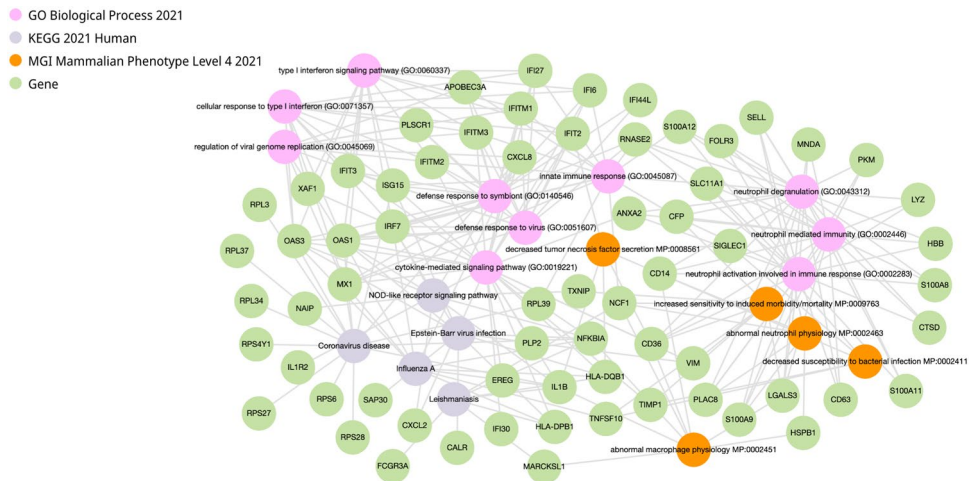 GO Biological Process 2021
KEGG 2021 Human
MGI Mammalian Phenotype Level 4 2021
Gene
type I interferon signaling pathway (GO:0060337)
IFI27
APOBEC3A
IFI6
IFI44L
cellular response to type I interferon (GO:0071357)
IFITM1
SELL
PLSCR1
IFITM3
IFIT2
S100A12
RNASE2
FOLR3
MNDA
regulation of viral genome replication (GO:0045069)
IFITM2
CXCL8
PKM
IFIT3
innate immune response (GO:0045087)
ISG15
SLC11A1
XAF1
neutrophil degranulation (GO:0043312)
defense response to symbiont (GO:0140546)
LYZ
RPL3
ANXA2
CFP
IRF7
defense response to virus (GO:0051607)
neutrophil mediated immunity (GO:0002446)
OAS3
OAS1
SIGLEC1
HBB
RPL37
decreased tumor necrosis factor secretion MP:0008561
cytokine-mediated signaling pathway (GO:0019221)
CD14
neutrophil activation involved in immune response (GO:0002283)
MX1
S100A8
TXNIP
NOD-like receptor signaling pathway
RPL34
RPL39
NCF1
increased sensitivity to induced morbidity/mortality MP:0009763
NAIP
CTSD
Epstein-Barr virus infection
abnormal neutrophil physiology MP:0002463
RPS4Y1
Coronavirus disease
PLP2
NFKBIA
CD36
decreased susceptibility to bacterial infection MP:0002411
VIM
IL1R2
Influenza A
EREG
IL1B
HLA-DQB1
S100A11
RPS6
SAP30
Leishmaniasis
PLAC8
LGALS3
CD63
TIMP1
RPS27
TNFSF10
S100A9
CXCL2
IFI30
HLA-DPB1
HSPB1
RPS28
CALR
abnormal macrophage physiology MP:0002451
FCGR3A
MARCKSL1